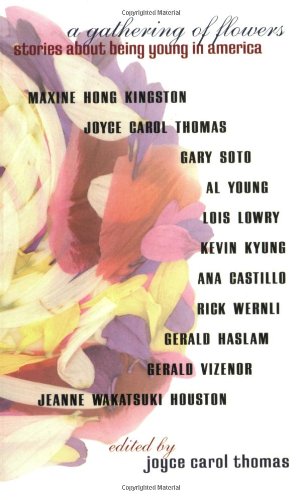 a gathering of flowers
stories about being young in america
MAXINE HONG KINGSTON
JOYCE CAROL THOMAS
GARY SOTO
AL YOUNG
LOIS LOWRY
KEVIN KYUNG
ANA CASTILLO
RICK WERNLI
GERALD HASLAM
GERALD VIZENOR
JEANNE WAKATSUKI HOUSTON
edited by
joyce carol thomas